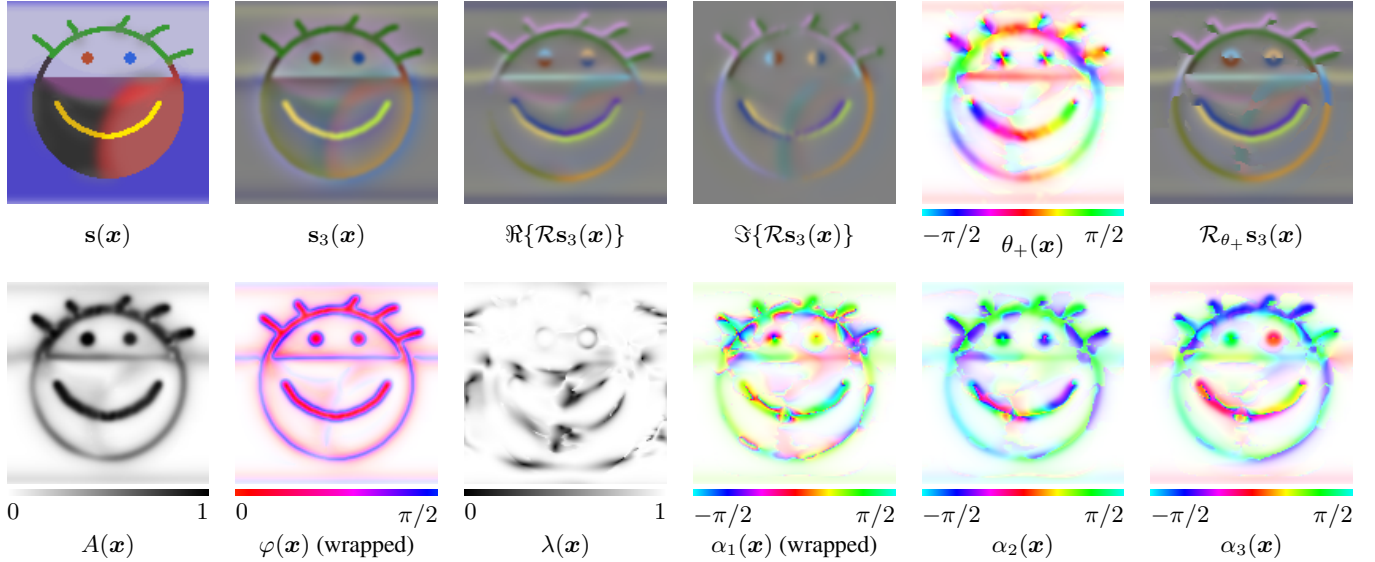 𝐬(𝒙) 𝐬₃(𝒙) ℜ{ℛ𝐬₃(𝒙)} ℑ{ℛ𝐬₃(𝒙)} −π/2 θ₊(𝒙) π/2 ℛ_θ₊𝐬₃(𝒙)
0 1 0 π/2 0 1 −π/2 π/2 −π/2 π/2 −π/2 π/2
A(𝒙) φ(𝒙) (wrapped) λ(𝒙) α₁(𝒙) (wrapped) α₂(𝒙) α₃(𝒙)